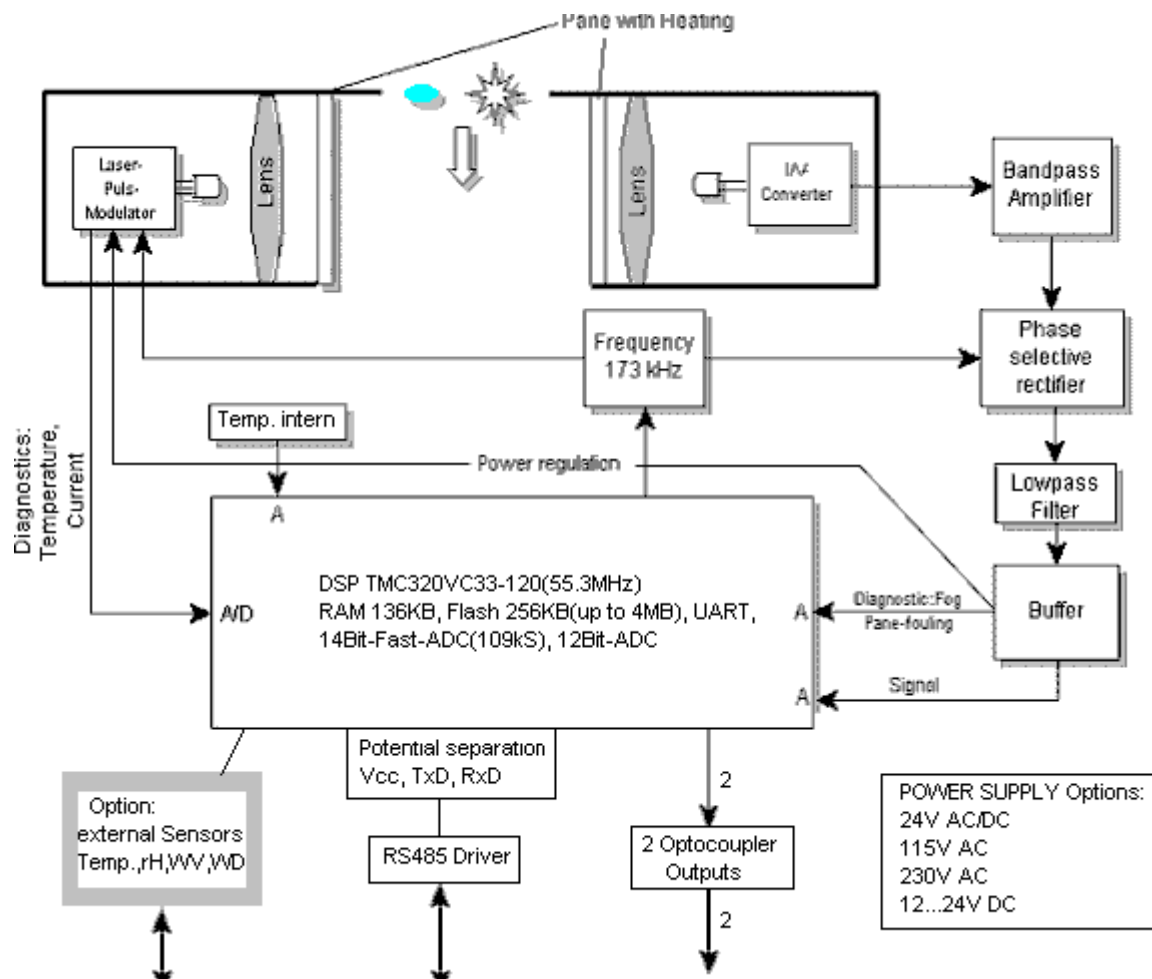 Pane with Heating
Laser-
Puls-
Modulator
Lens
Lens
Converter
Bandpass
Amplifier
Frequency
173 kHz
Phase
selective
rectifier
Temp. intern
Diagnostics:
Temperature,
Current
Power regulation
Lowpass
Filter
A
DSP TMC320VC33-120(55.3MHz)
RAM 136KB, Flash 256KB(up to 4MB), UART,
14Bit-Fast-ADC(109kS), 12Bit-ADC
A/D
A
Diagnostic:Fog
Pane-fouling
Buffer
A
Signal
Potential separation
Vcc, TxD, RxD
2
Option:
external Sensors
Temp.,rH,WV,WD
RS485 Driver
2 Optocoupler
Outputs
2
POWER SUPPLY Options:
24V AC/DC
115V AC
230V AC
12...24V DC